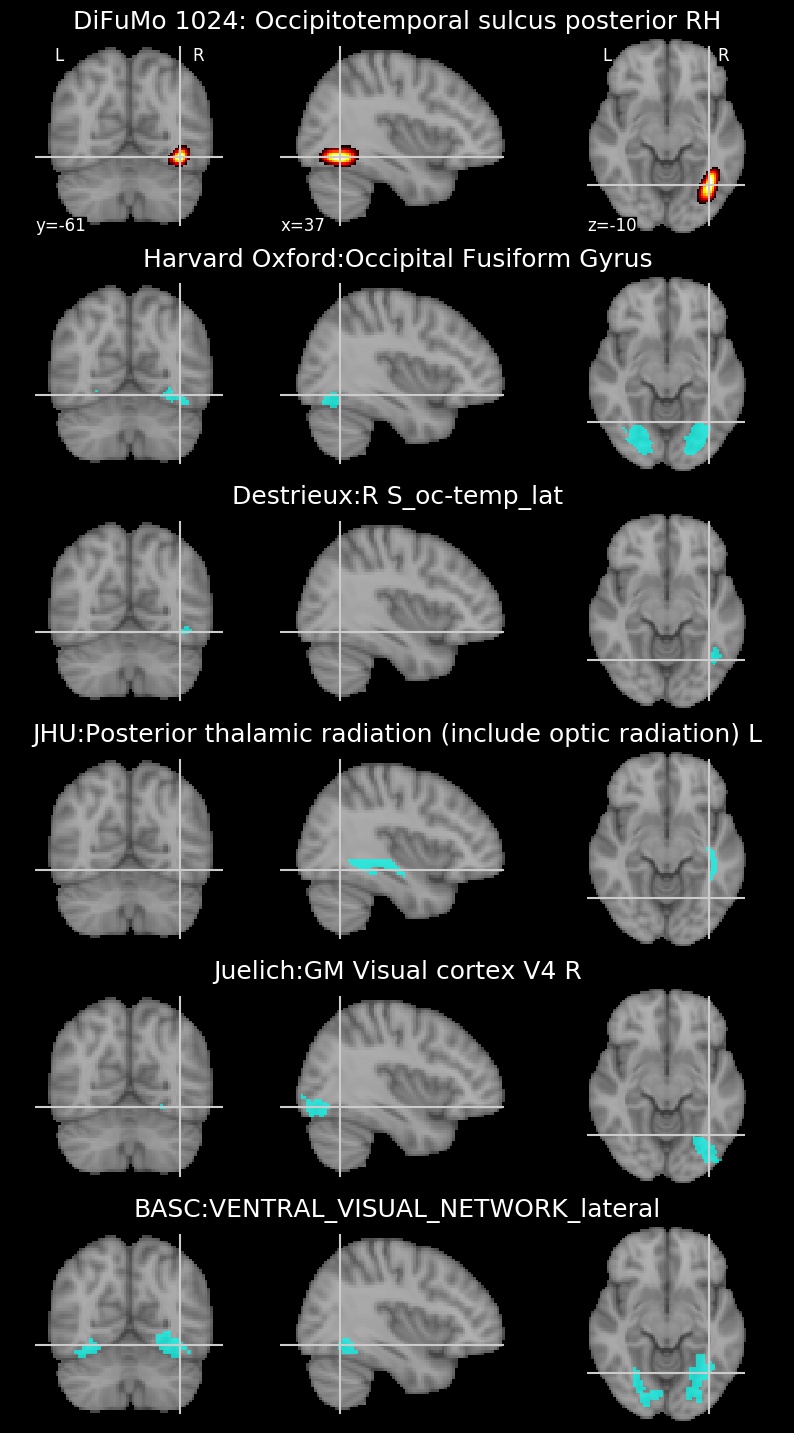 DiFuMo 1024: Occipitotemporal sulcus posterior RH
L R L R
y=-61 x=37 z=-10
Harvard Oxford:Occipital Fusiform Gyrus
Destrieux:R S_oc-temp_lat
JHU:Posterior thalamic radiation (include optic radiation) L
Juelich:GM Visual cortex V4 R
BASC:VENTRAL_VISUAL_NETWORK_lateral